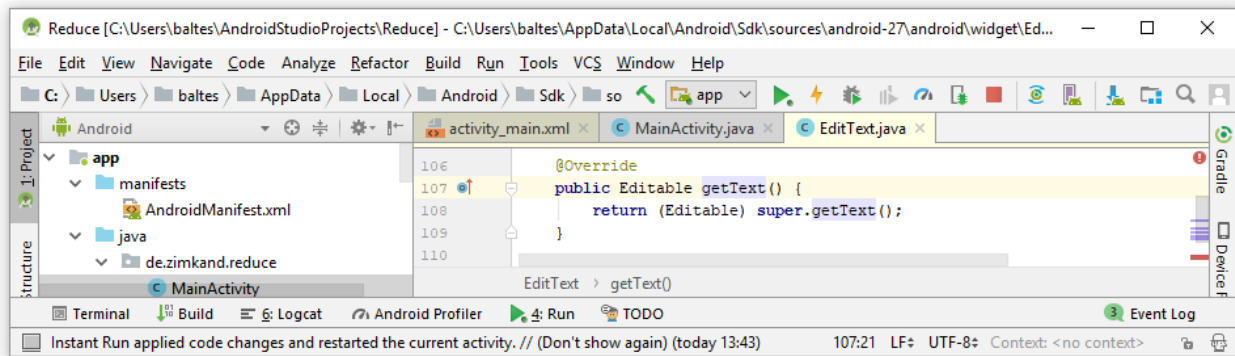 Reduce [C:\Users\baltes\AndroidStudioProjects\Reduce] - C:\Users\baltes\AppData\Local\Android\Sdk\sources\android-27\android\widget\Ed...
File Edit View Navigate Code Analyze Refactor Build Run Tools VCS Window Help
C: Users baltes AppData Local Android Sdk so app
1: Project
Android
activity_main.xml
MainActivity.java
EditText.java
app
manifests
AndroidManifest.xml
java
de.zimkand.reduce
MainActivity
106 @Override
107 public Editable getText() {
108 return (Editable) super.getText();
109 }
110
EditText > getText()
Gradle
Device F
Structure
Terminal Build 6: Logcat Android Profiler 4: Run TODO 3 Event Log
Instant Run applied code changes and restarted the current activity. // (Don't show again) (today 13:43) 107:21 LF UTF-8 Context: <no context>